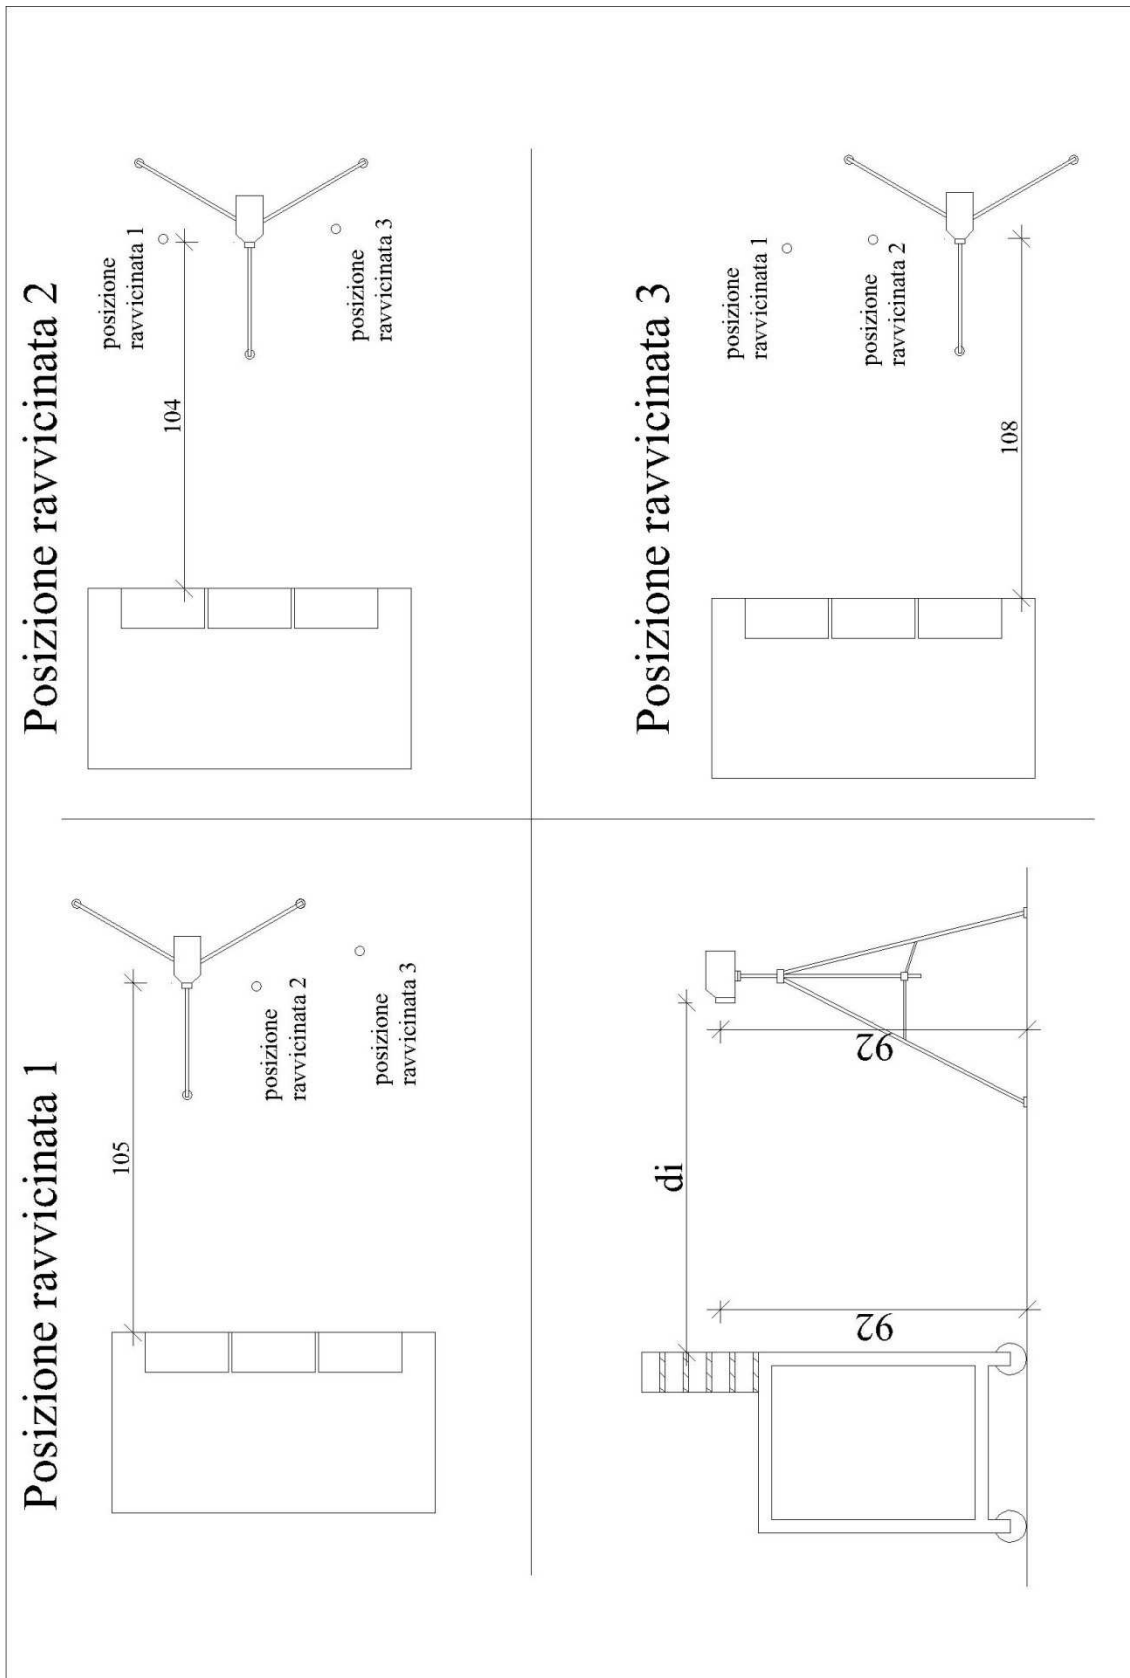 Posizione ravvicinata 1
105
posizione
ravvicinata 2
posizione
ravvicinata 3
Posizione ravvicinata 2
posizione
ravvicinata 1
104
posizione
ravvicinata 3
di
92
92
Posizione ravvicinata 3
posizione
ravvicinata 1
posizione
ravvicinata 2
108